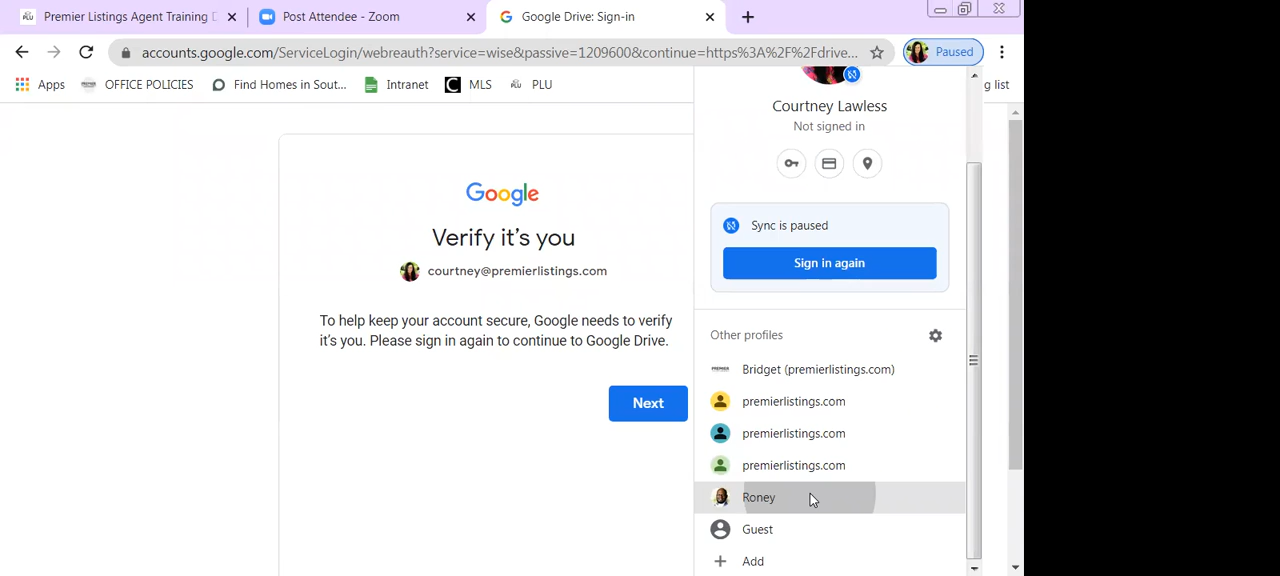 Premier Listings Agent Training D
Post Attendee - Zoom
Google Drive: Sign-in
accounts.google.com/ServiceLogin/webreauth?service=wise&passive=1209600&continue=https%3A%2F%2Fdrive...
Paused
Apps
OFFICE POLICIES
Find Homes in Sout...
Intranet
MLS
PLU
g list
Courtney Lawless
Not signed in
Sync is paused
Sign in again
Google
Verify it's you
courtney@premierlistings.com
To help keep your account secure, Google needs to verify
it's you. Please sign in again to continue to Google Drive.
Next
Other profiles
Bridget (premierlistings.com)
premierlistings.com
premierlistings.com
premierlistings.com
Roney
Guest
Add